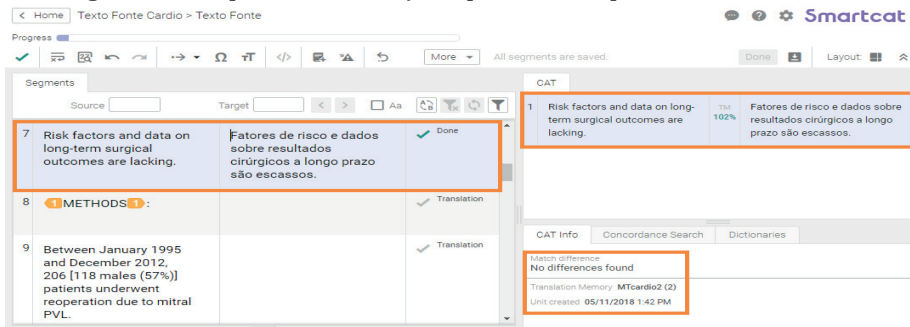 Home Texto Fonte Cardio > Texto Fonte
Smartcat
Progress
More
All segments are saved.
Done
Layout:
Segments
Source
Target
Aa
7
Risk factors and data on
long-term surgical
outcomes are lacking.
Fatores de risco e dados
sobre resultados
cirúrgicos a longo prazo
são escassos.
Done
8
1 METHODS 1 :
Translation
9
Between January 1995
and December 2012,
206 [118 males (57%)]
patients underwent
reoperation due to mitral
PVL.
Translation
CAT
1
Risk factors and data on long-
term surgical outcomes are
lacking.
TM
102%
Fatores de risco e dados sobre
resultados cirúrgicos a longo
prazo são escassos.
CAT Info
Concordance Search
Dictionaries
Match difference
No differences found
Translation Memory MTcardio2 (2)
Unit created 05/11/2018 1:42 PM